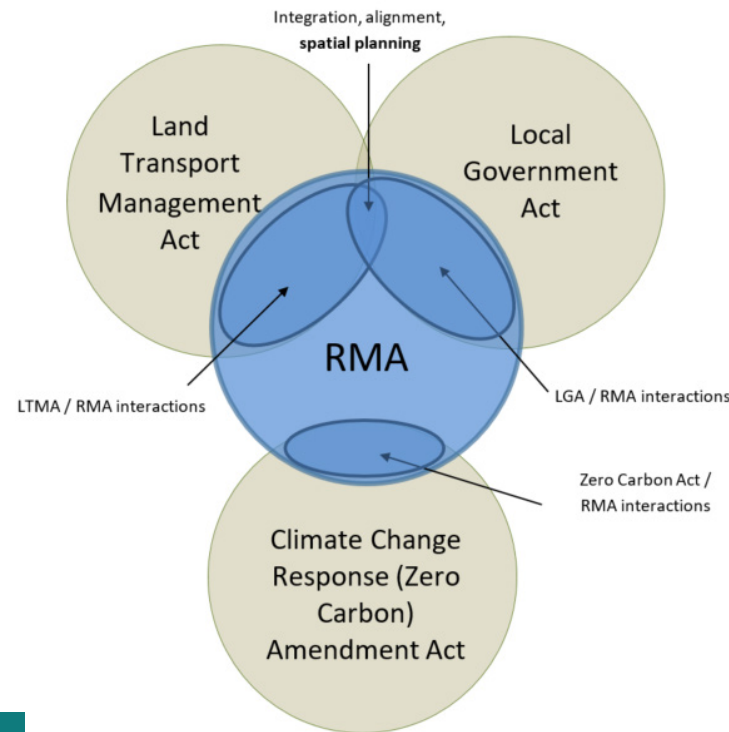 Integration, alignment,
spatial planning
Land
Transport
Management
Act
Local
Government
Act
RMA
LTMA / RMA interactions
LGA / RMA interactions
Zero Carbon Act /
RMA interactions
Climate Change
Response (Zero
Carbon)
Amendment Act